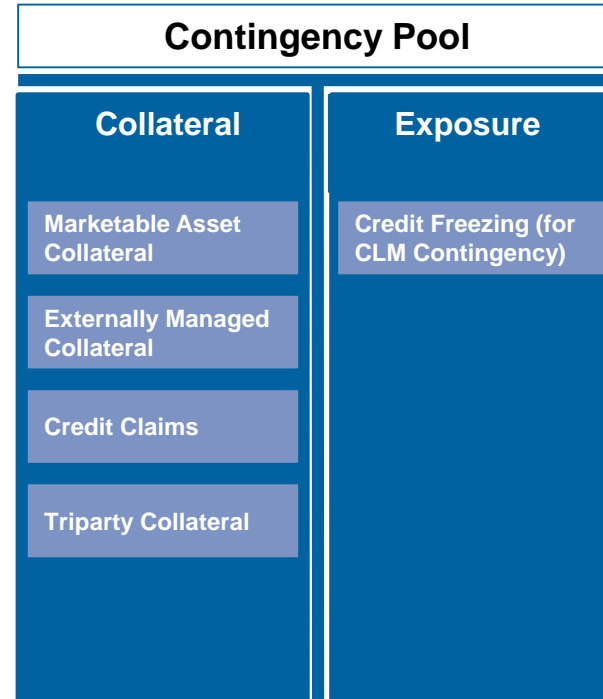 Contingency Pool
Collateral
Marketable Asset
Collateral
Externally Managed
Collateral
Credit Claims
Triparty Collateral
Exposure
Credit Freezing (for
CLM Contingency)